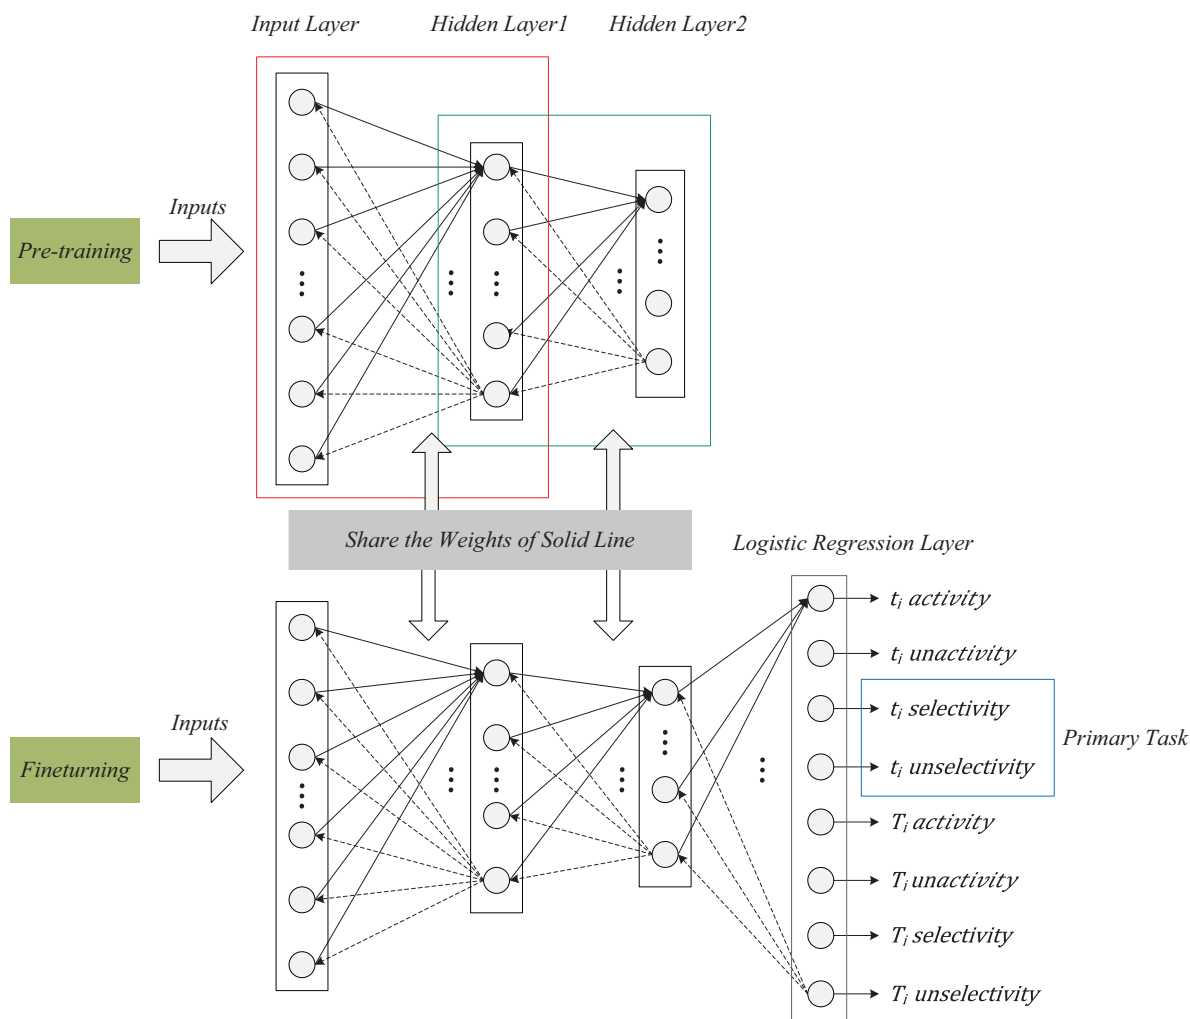 Input Layer
Hidden Layer1
Hidden Layer2
Inputs
Pre-training
Share the Weights of Solid Line
Logistic Regression Layer
tᵢ activity
tᵢ unactivity
Inputs
tᵢ selectivity
Primary Task
Fineturning
tᵢ unselectivity
Tᵢ activity
Tᵢ unactivity
Tᵢ selectivity
Tᵢ unselectivity